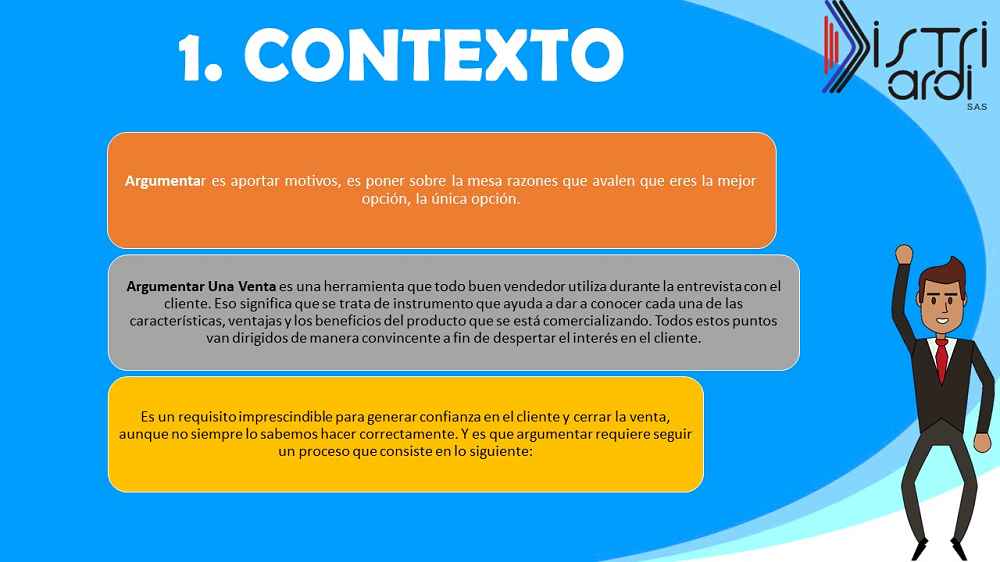 1. CONTEXTO
Distri
ardi
S.A.S
Argumentar es aportar motivos, es poner sobre la mesa razones que avalen que eres la mejor
opción, la única opción.
Argumentar Una Venta es una herramienta que todo buen vendedor utiliza durante la entrevista con el
cliente. Eso significa que se trata de instrumento que ayuda a dar a conocer cada una de las
características, ventajas y los beneficios del producto que se está comercializando. Todos estos puntos
van dirigidos de manera convincente a fin de despertar el interés en el cliente.
Es un requisito imprescindible para generar confianza en el cliente y cerrar la venta,
aunque no siempre lo sabemos hacer correctamente. Y es que argumentar requiere seguir
un proceso que consiste en lo siguiente: